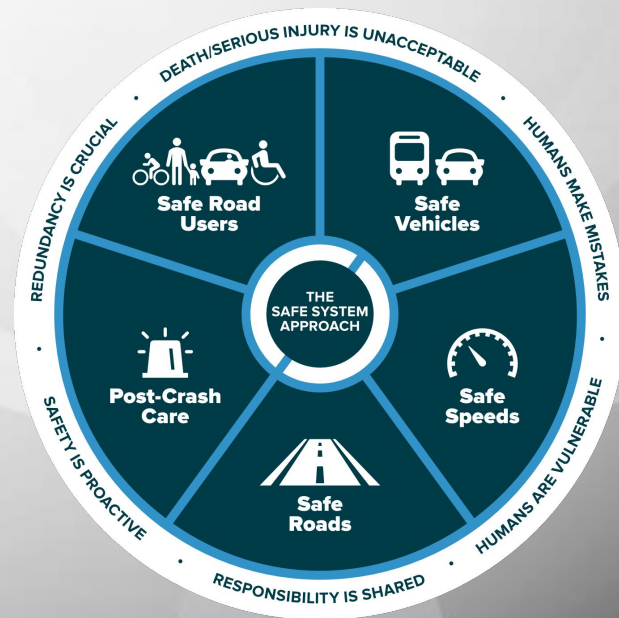 DEATH/SERIOUS INJURY IS UNACCEPTABLE
HUMANS MAKE MISTAKES
HUMANS ARE VULNERABLE
RESPONSIBILITY IS SHARED
SAFETY IS PROACTIVE
REDUNDANCY IS CRUCIAL
Safe Road
Users
Safe
Vehicles
Safe
Speeds
Safe
Roads
Post-Crash
Care
THE
SAFE SYSTEM
APPROACH